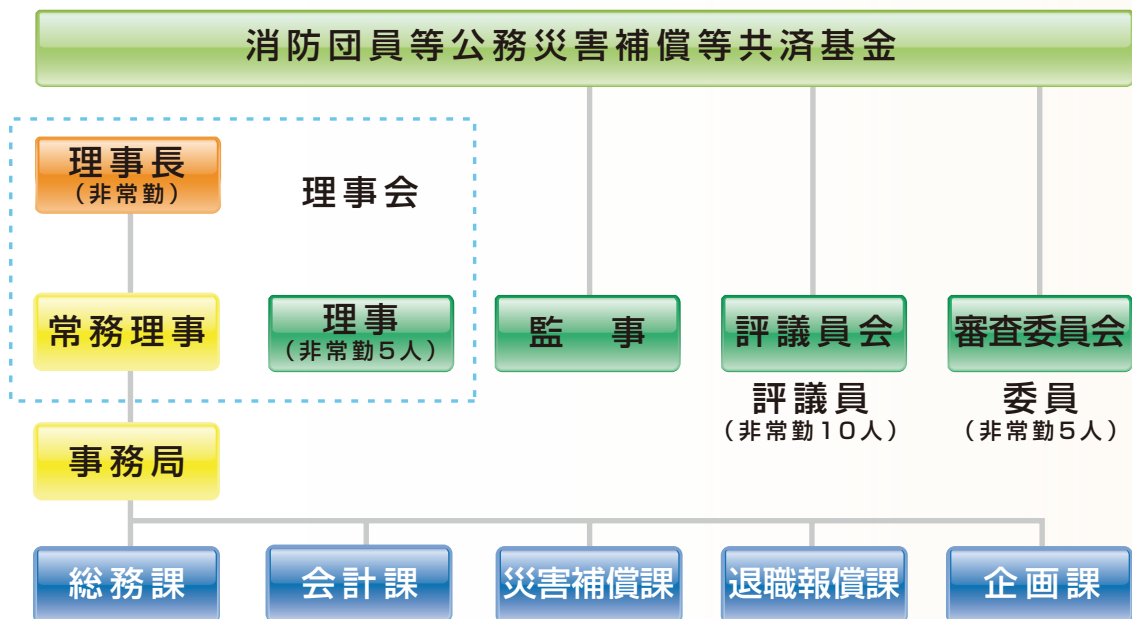 消防団員等公務災害補償等共済基金
理事長
（非常勤）
理事会
常務理事
理事
（非常勤5人）
監　事
評議員会
審査委員会
評議員
（非常勤10人）
委員
（非常勤5人）
事務局
総務課
会計課
災害補償課
退職報償課
企画課